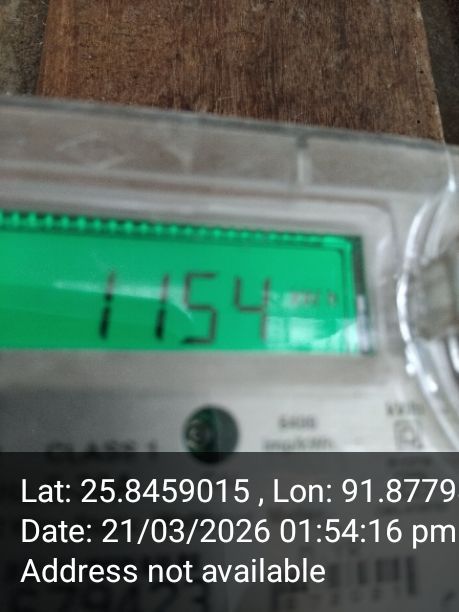 1154
CLASS 1
6400
imp/kWh
Lat: 25.8459015 , Lon: 91.8779
Date: 21/03/2026 01:54:16 pm
Address not available